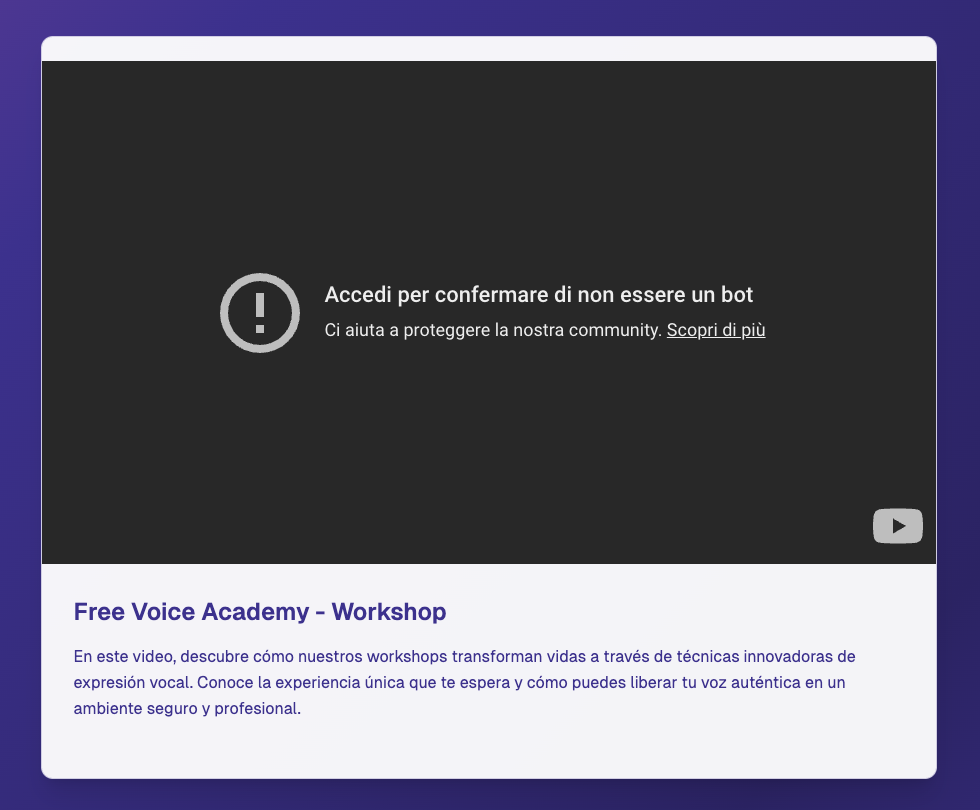 Accedi per confermare di non essere un bot
Ci aiuta a proteggere la nostra community. Scopri di più
Free Voice Academy - Workshop
En este video, descubre cómo nuestros workshops transforman vidas a través de técnicas innovadoras de
expresión vocal. Conoce la experiencia única que te espera y cómo puedes liberar tu voz auténtica en un
ambiente seguro y profesional.